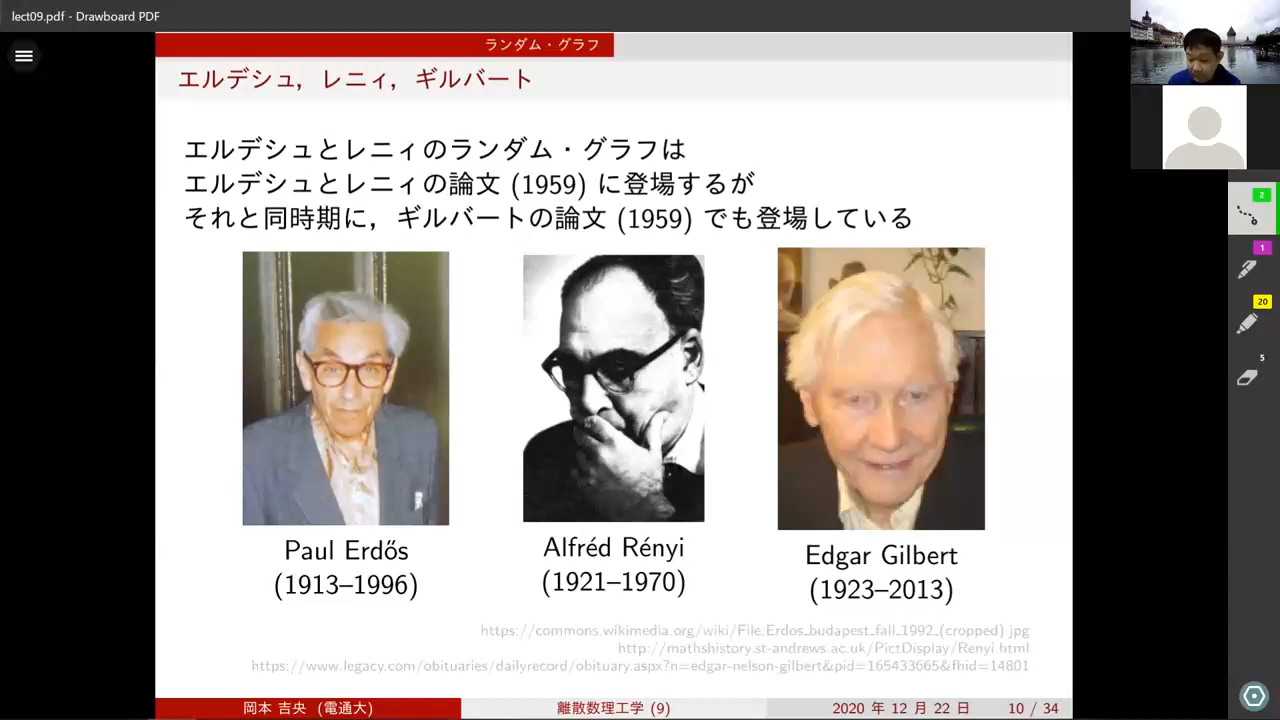 lect09.pdf - Drawboard PDF
ランダム・グラフ
エルデシュ, レニィ, ギルバート
エルデシュとレニィのランダム・グラフは
エルデシュとレニィの論文 (1959) に登場するが
それと同時期に, ギルバートの論文 (1959) でも登場している
Paul Erdős
(1913–1996)
Alfréd Rényi
(1921–1970)
Edgar Gilbert
(1923–2013)
https://commons.wikimedia.org/wiki/File:Erdos_budapest_fall_1992_(cropped).jpg
http://mathshistory.st-andrews.ac.uk/PictDisplay/Renyi.html
https://www.legacy.com/obituaries/dailyrecord/obituary.aspx?n=edgar-nelson-gilbert&pid=165433665&fhid=14801
岡本 吉央 (電通大)
離散数理工学 (9)
2020 年 12 月 22 日
10 / 34
2
1
20
5